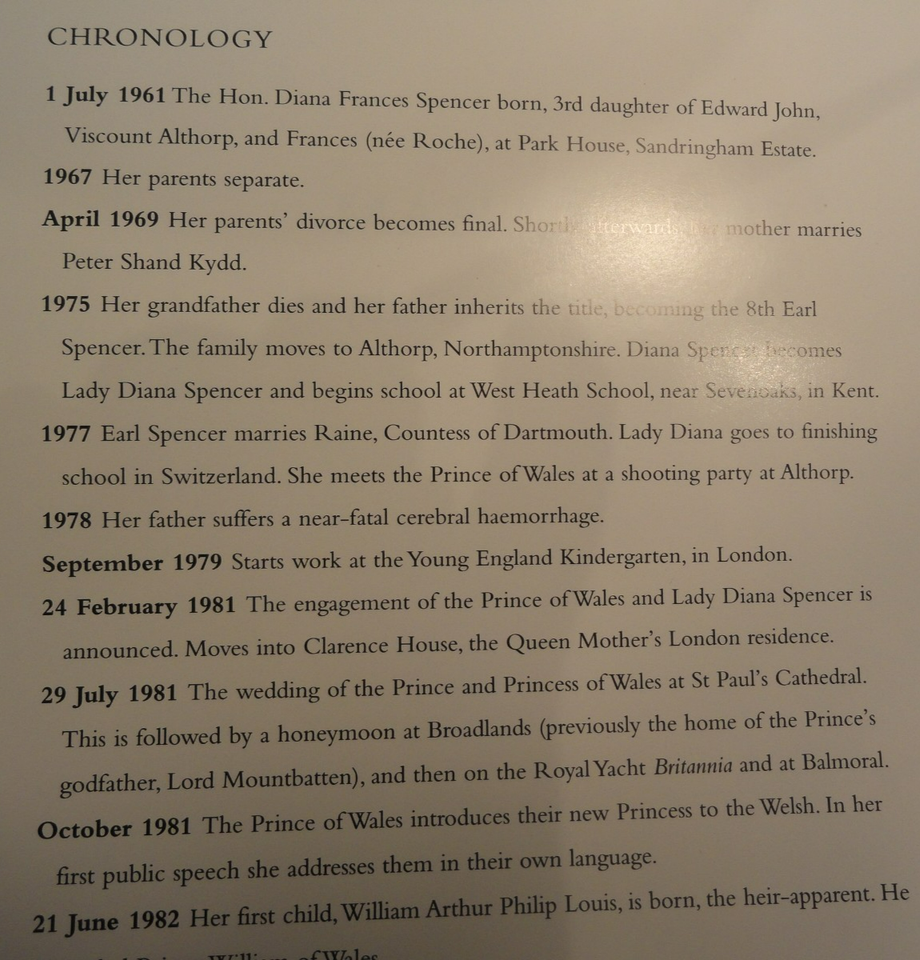 CHRONOLOGY
1 July 1961 The Hon. Diana Frances Spencer born, 3rd daughter of Edward John,
Viscount Althorp, and Frances (née Roche), at Park House, Sandringham Estate.
1967 Her parents separate.
April 1969 Her parents' divorce becomes final. Shortly afterwards, her mother marries
Peter Shand Kydd.
1975 Her grandfather dies and her father inherits the title, becoming the 8th Earl
Spencer. The family moves to Althorp, Northamptonshire. Diana Spencer becomes
Lady Diana Spencer and begins school at West Heath School, near Sevenoaks, in Kent.
1977 Earl Spencer marries Raine, Countess of Dartmouth. Lady Diana goes to finishing
school in Switzerland. She meets the Prince of Wales at a shooting party at Althorp.
1978 Her father suffers a near-fatal cerebral haemorrhage.
September 1979 Starts work at the Young England Kindergarten, in London.
24 February 1981 The engagement of the Prince of Wales and Lady Diana Spencer is
announced. Moves into Clarence House, the Queen Mother's London residence.
29 July 1981 The wedding of the Prince and Princess of Wales at St Paul's Cathedral.
This is followed by a honeymoon at Broadlands (previously the home of the Prince's
godfather, Lord Mountbatten), and then on the Royal Yacht Britannia and at Balmoral.
October 1981 The Prince of Wales introduces their new Princess to the Welsh. In her
first public speech she addresses them in their own language.
21 June 1982 Her first child, William Arthur Philip Louis, is born, the heir-apparent. He
William of Wales